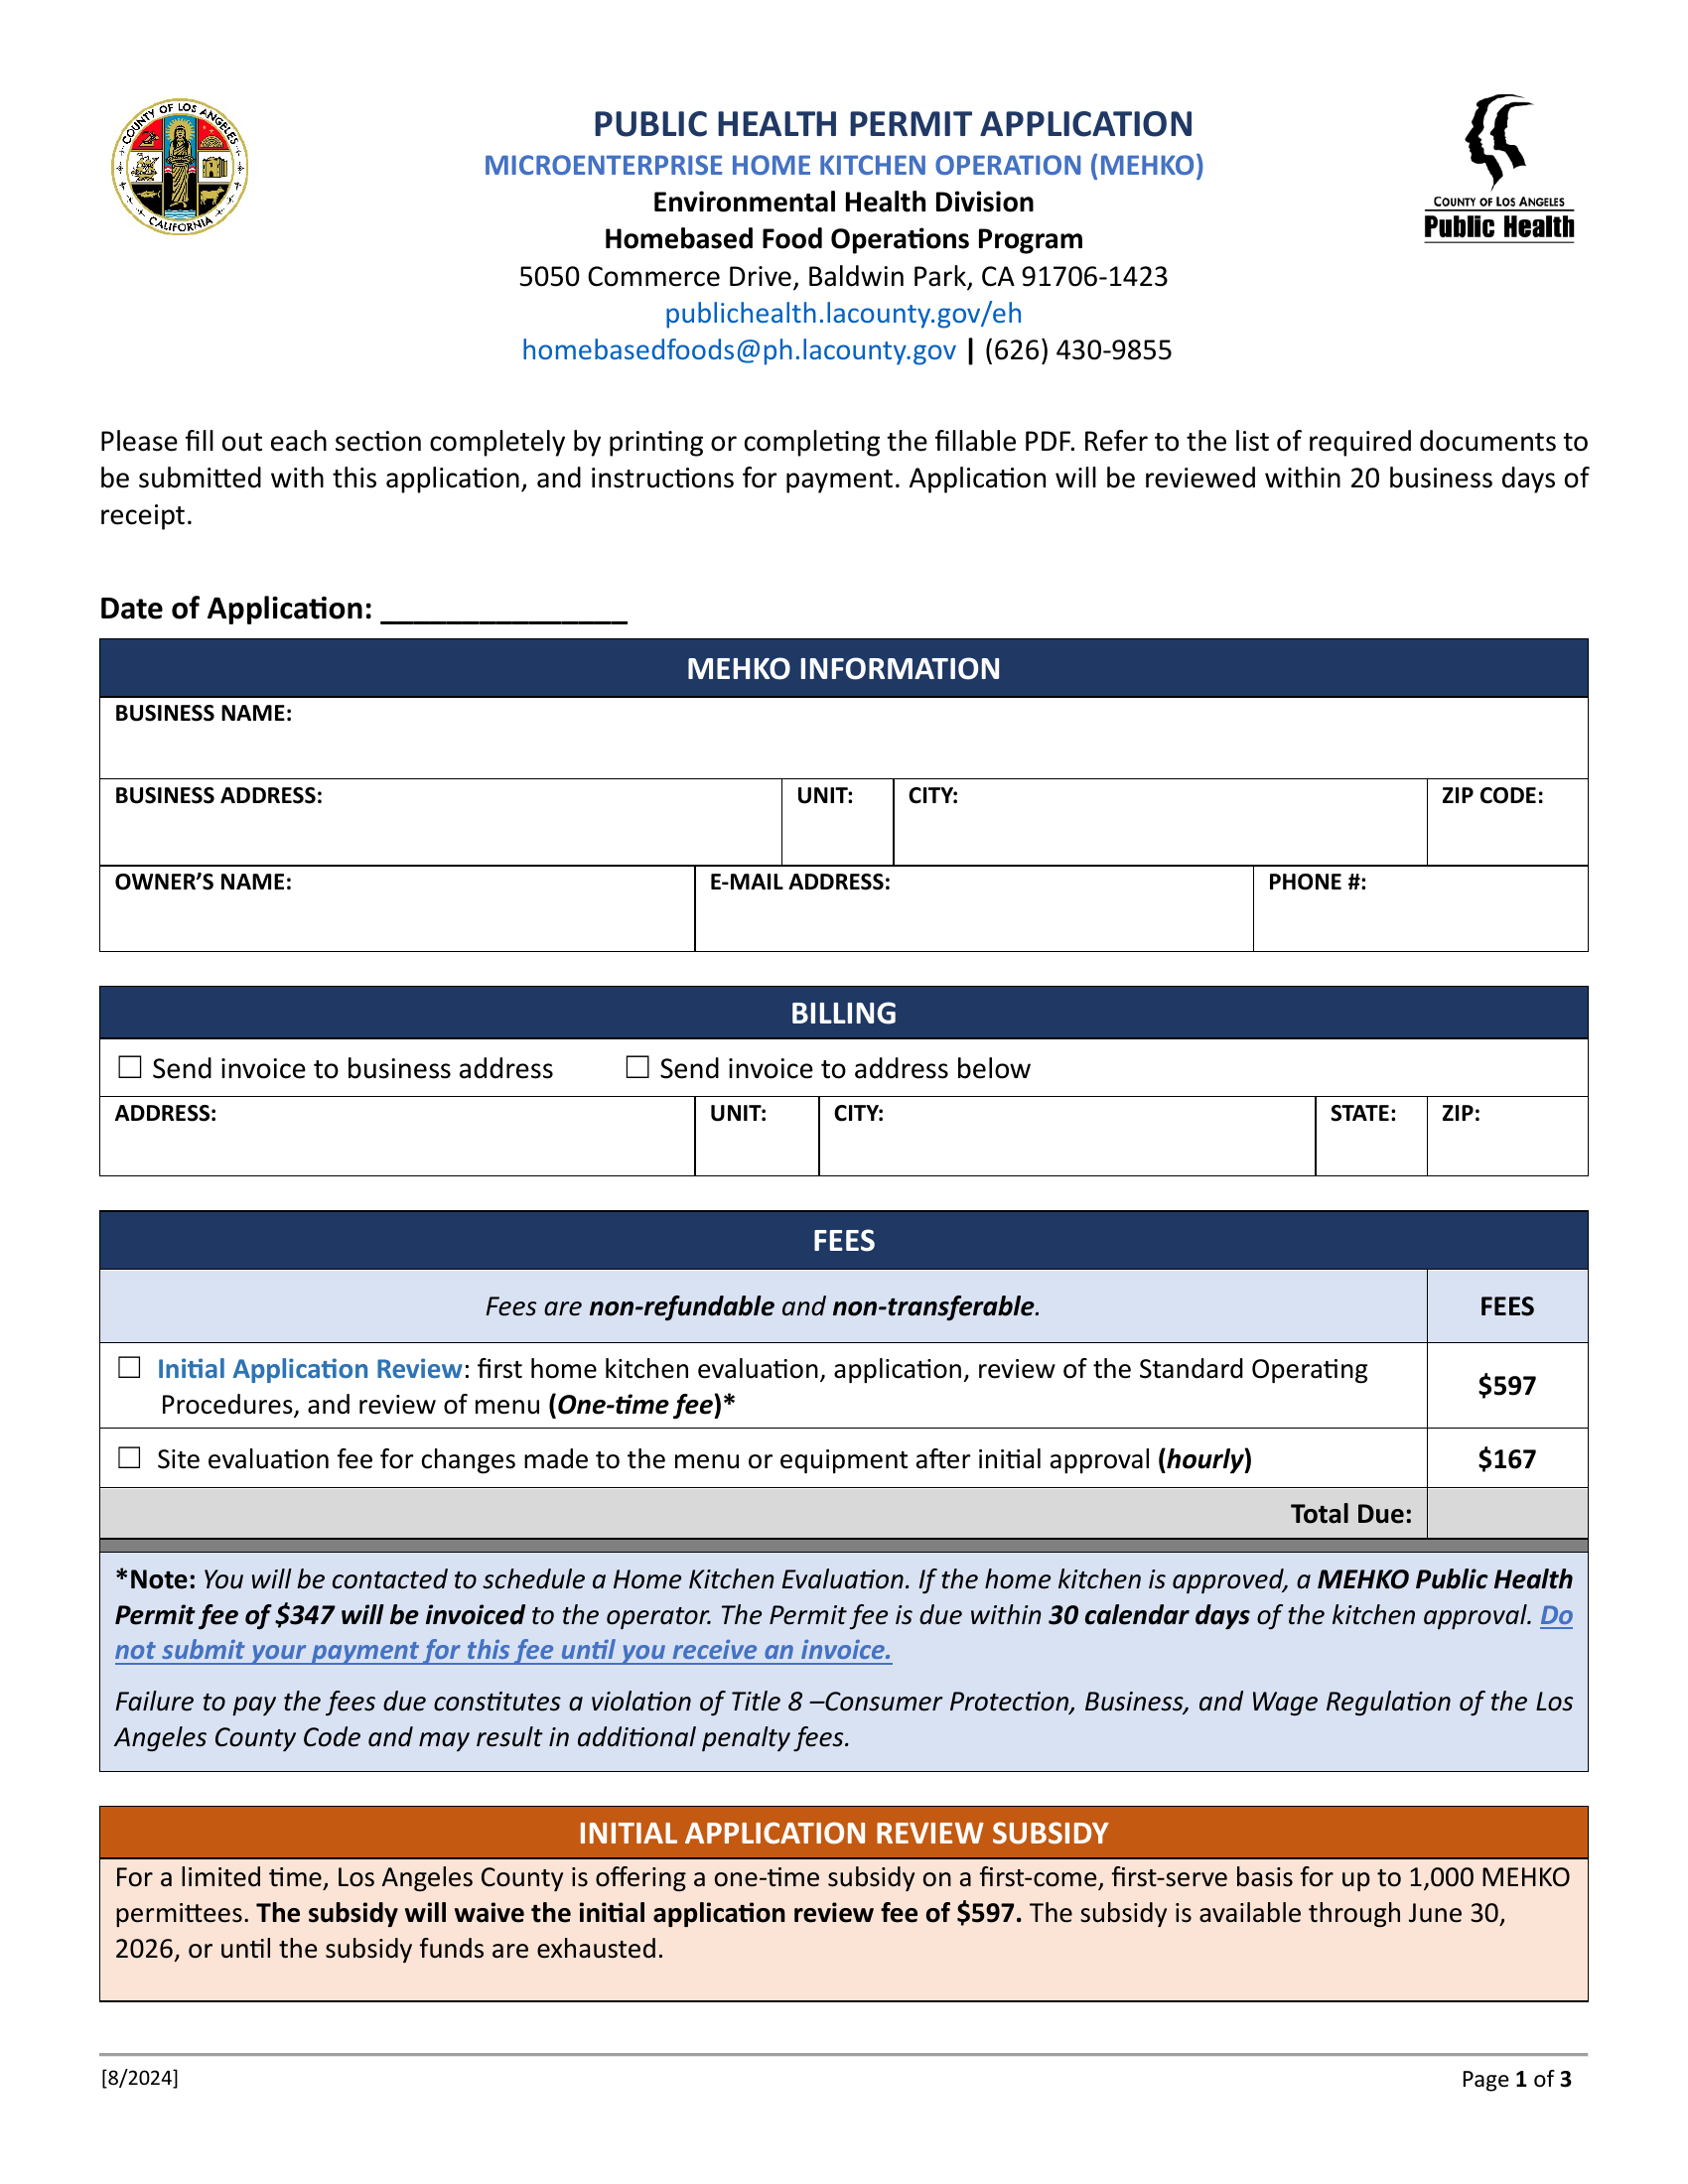 COUNTY OF LOS ANGELES
CALIFORNIA
PUBLIC HEALTH PERMIT APPLICATION
MICROENTERPRISE HOME KITCHEN OPERATION (MEHKO)
Environmental Health Division
Homebased Food Operations Program
5050 Commerce Drive, Baldwin Park, CA 91706-1423
publichealth.lacounty.gov/eh
homebasedfoods@ph.lacounty.gov | (626) 430-9855
COUNTY OF LOS ANGELES
Public Health
Please fill out each section completely by printing or completing the fillable PDF. Refer to the list of required documents to
be submitted with this application, and instructions for payment. Application will be reviewed within 20 business days of
receipt.
Date of Application: _______________
MEHKO INFORMATION
BUSINESS NAME:
BUSINESS ADDRESS: UNIT: CITY: ZIP CODE:
OWNER’S NAME: E-MAIL ADDRESS: PHONE #:
BILLING
☐ Send invoice to business address ☐ Send invoice to address below
ADDRESS: UNIT: CITY: STATE: ZIP:
FEES
Fees are non-refundable and non-transferable. FEES
☐ Initial Application Review: first home kitchen evaluation, application, review of the Standard Operating
Procedures, and review of menu (One-time fee)* $597
☐ Site evaluation fee for changes made to the menu or equipment after initial approval (hourly) $167
Total Due:
*Note: You will be contacted to schedule a Home Kitchen Evaluation. If the home kitchen is approved, a MEHKO Public Health
Permit fee of $347 will be invoiced to the operator. The Permit fee is due within 30 calendar days of the kitchen approval. Do
not submit your payment for this fee until you receive an invoice.
Failure to pay the fees due constitutes a violation of Title 8 –Consumer Protection, Business, and Wage Regulation of the Los
Angeles County Code and may result in additional penalty fees.
INITIAL APPLICATION REVIEW SUBSIDY
For a limited time, Los Angeles County is offering a one-time subsidy on a first-come, first-serve basis for up to 1,000 MEHKO
permittees. The subsidy will waive the initial application review fee of $597. The subsidy is available through June 30,
2026, or until the subsidy funds are exhausted.
[8/2024]
Page 1 of 3